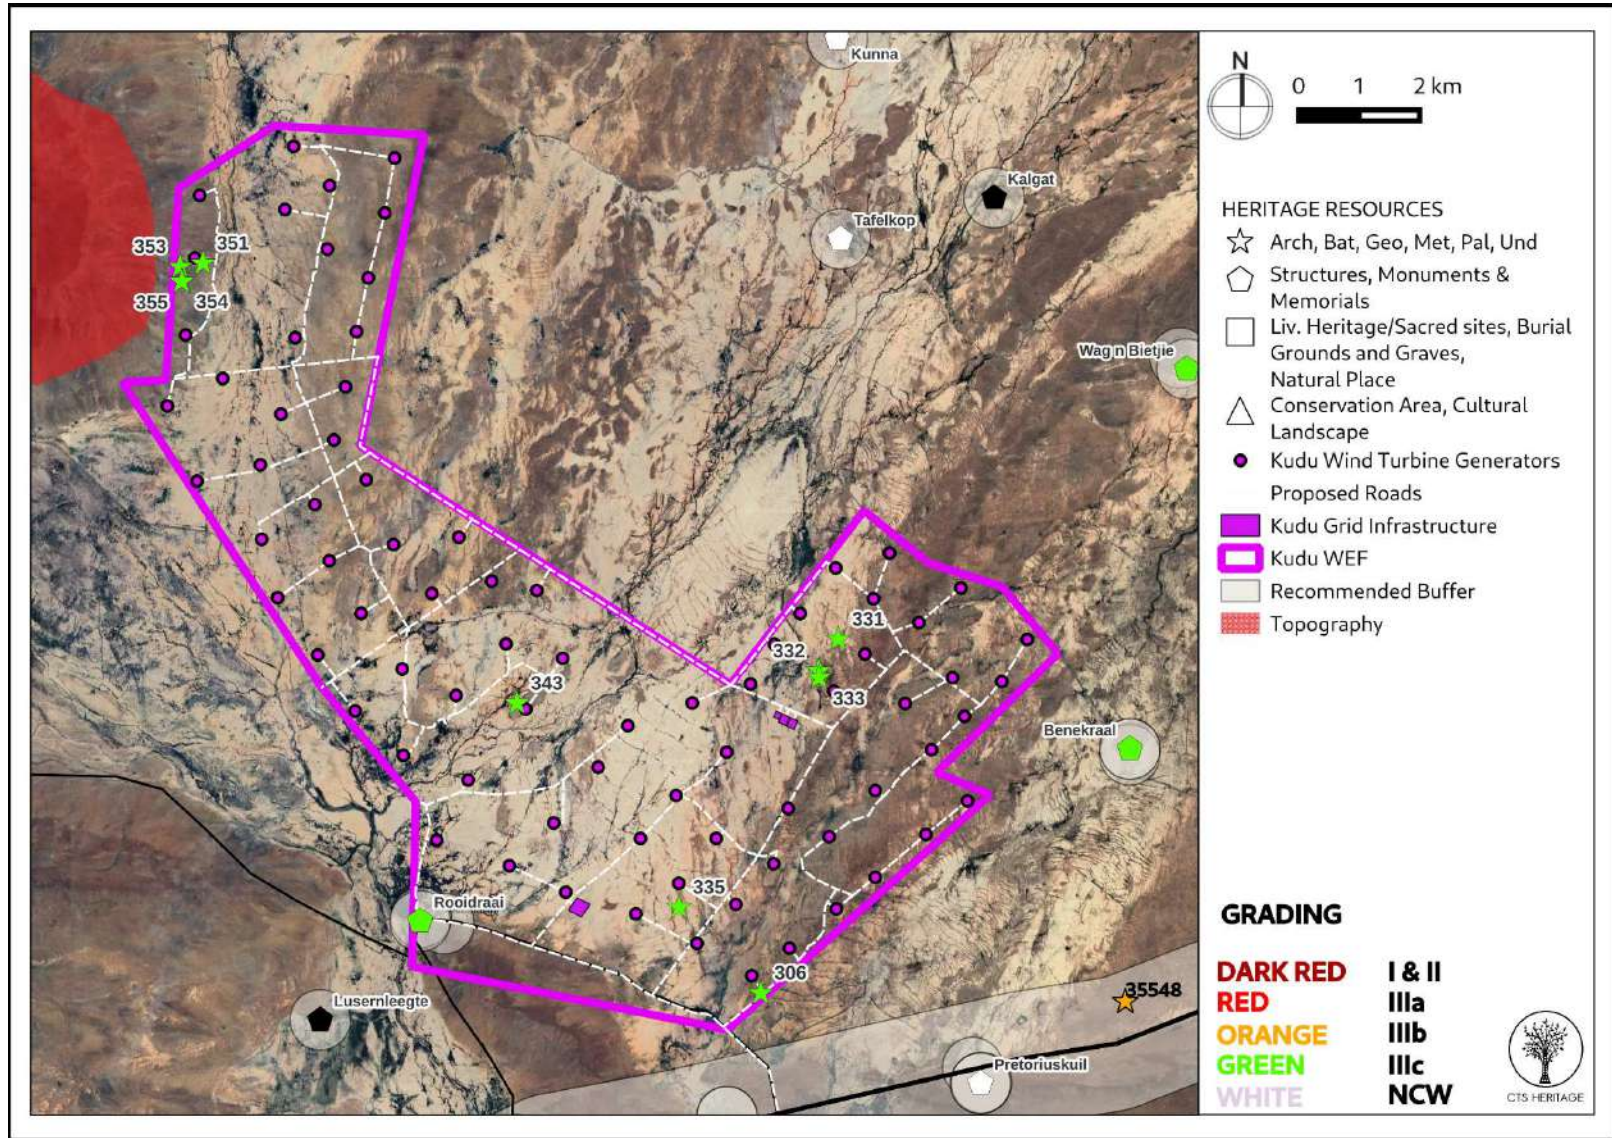 Kunna
Kalgat
Tafelkop
353
351
355
354
Wag n Bietjie
331
332
333
343
Benekraal
335
Rooidraai
306
35548
Lusernleegte
Pretoriuskuil
N
0 1 2 km
HERITAGE RESOURCES
Arch, Bat, Geo, Met, Pal, Und
Structures, Monuments &
Memorials
Liv. Heritage/Sacred sites, Burial
Grounds and Graves,
Natural Place
Conservation Area, Cultural
Landscape
Kudu Wind Turbine Generators
Proposed Roads
Kudu Grid Infrastructure
Kudu WEF
Recommended Buffer
Topography
GRADING
DARK RED I & II
RED IIIa
ORANGE IIIb
GREEN IIIc
WHITE NCW
CTS HERITAGE